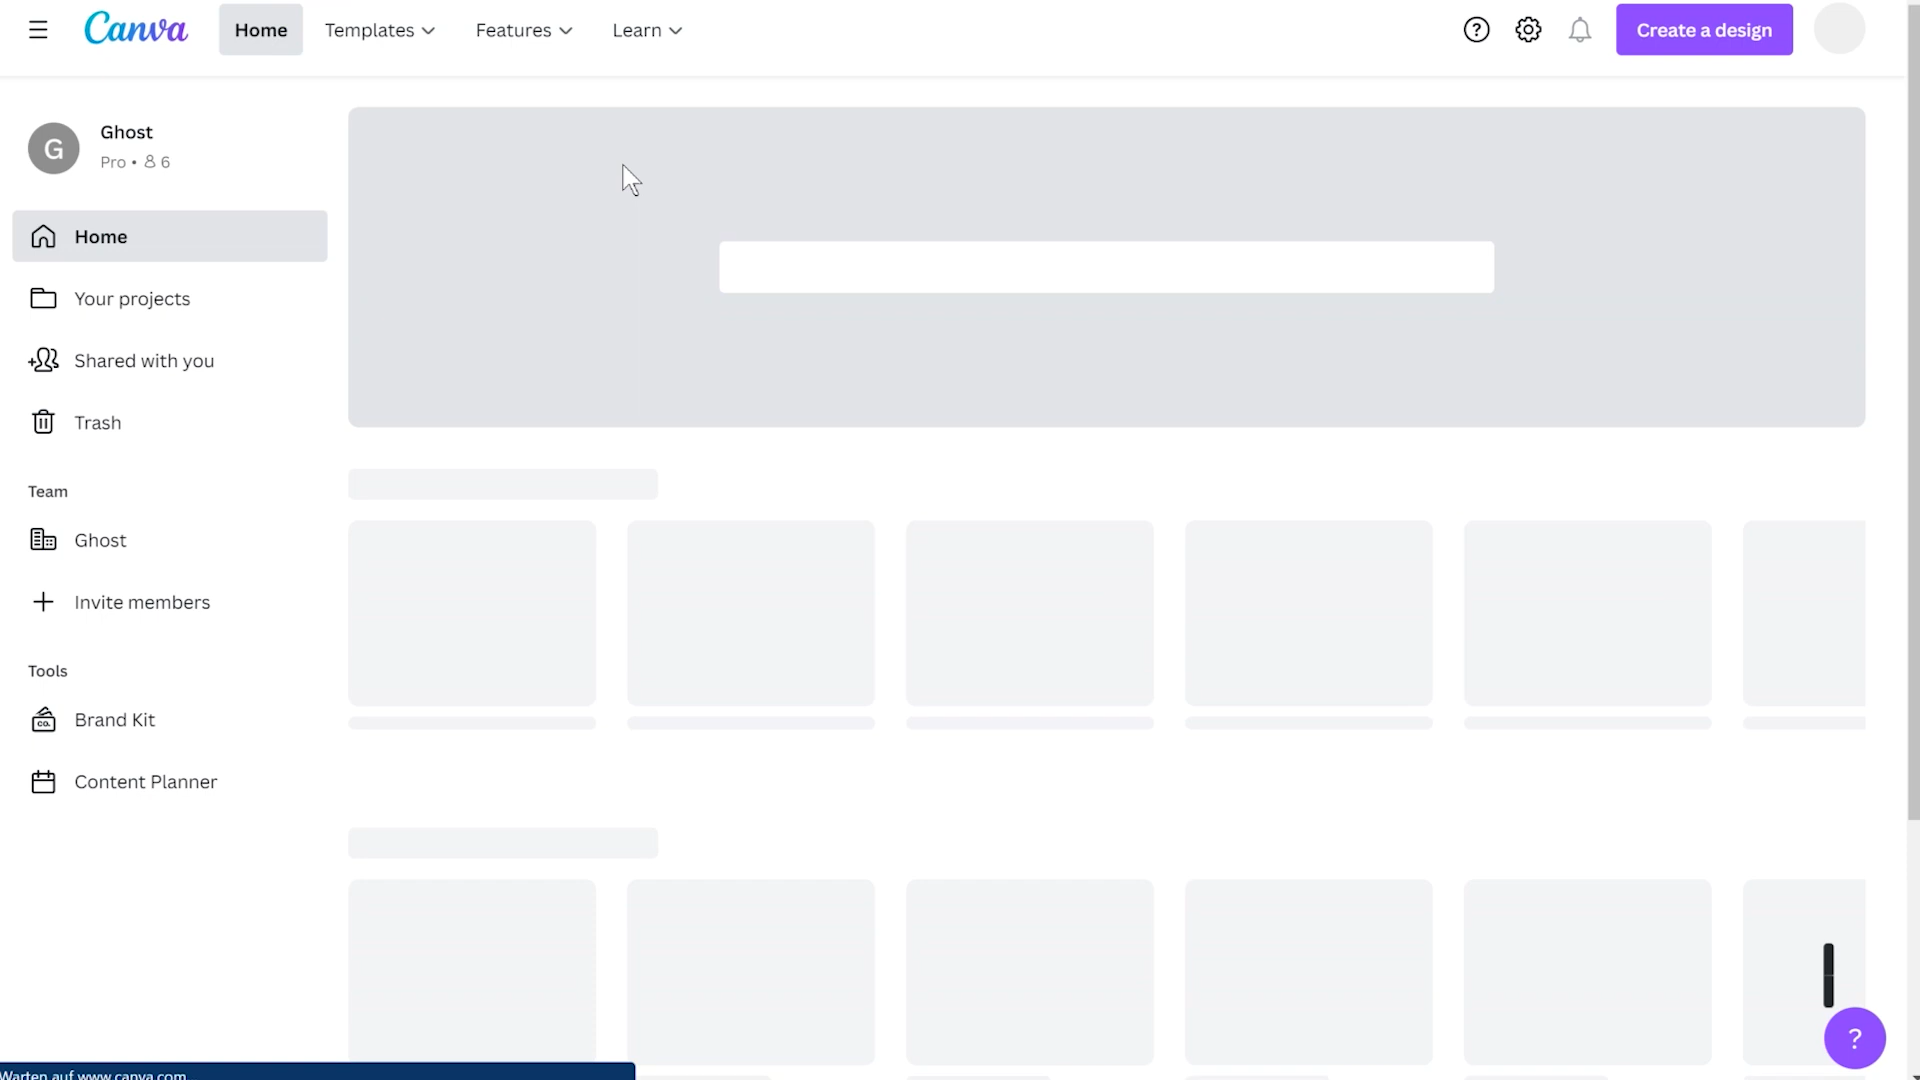 Canva
Home
Templates
Features
Learn
?
Create a design
G
Ghost
Pro • 6
Home
Your projects
Shared with you
Trash
Team
Ghost
Invite members
Tools
CO.
Brand Kit
Content Planner
?
Warten auf www.canva.com